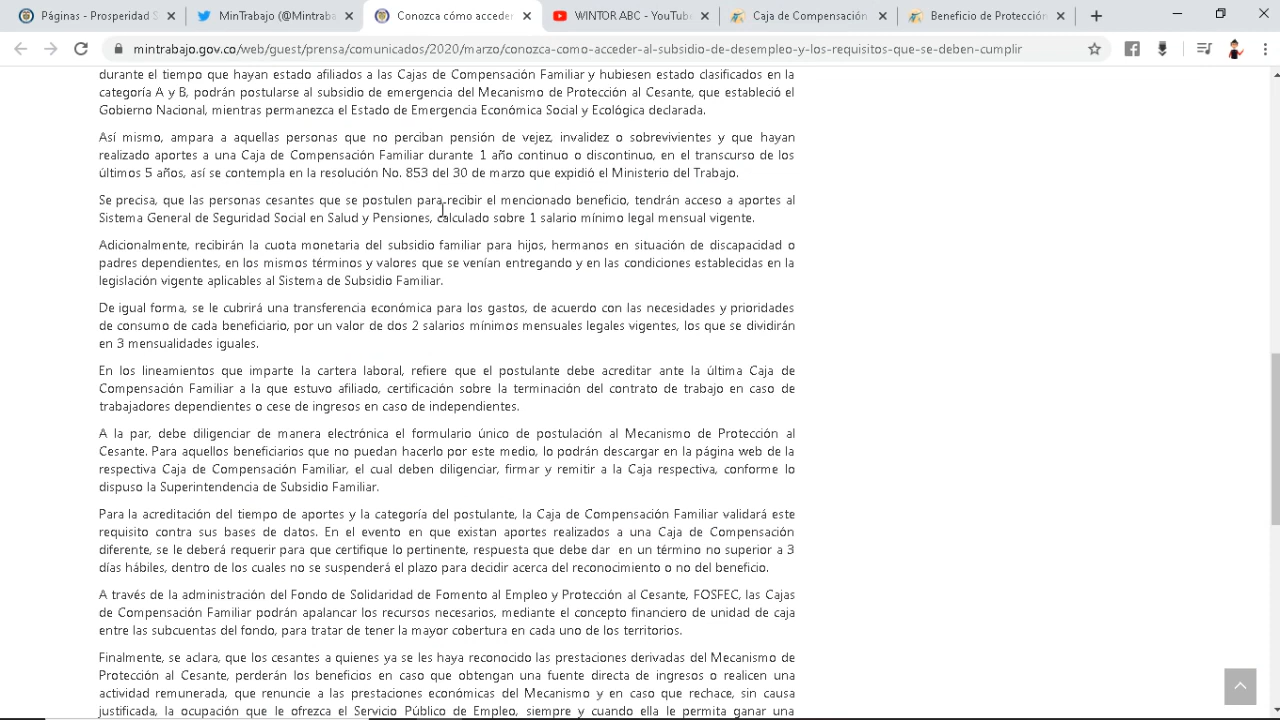 Páginas - Prosperidad S
MinTrabajo (@Mintraba
Conozca cómo acceder
WINTOR ABC - YouTub
Caja de Compensación
Beneficio de Protección
mintrabajo.gov.co/web/guest/prensa/comunicados/2020/marzo/conozca-como-acceder-al-subsidio-de-desempleo-y-los-requisitos-que-se-deben-cumplir
durante el tiempo que hayan estado afiliados a las Cajas de Compensación Familiar y hubiesen estado clasificados en la
categoría A y B, podrán postularse al subsidio de emergencia del Mecanismo de Protección al Cesante, que estableció el
Gobierno Nacional, mientras permanezca el Estado de Emergencia Económica Social y Ecológica declarada.
Así mismo, ampara a aquellas personas que no perciban pensión de vejez, invalidez o sobrevivientes y que hayan
realizado aportes a una Caja de Compensación Familiar durante 1 año continuo o discontinuo, en el transcurso de los
últimos 5 años, así se contempla en la resolución No. 853 del 30 de marzo que expidió el Ministerio del Trabajo.
Se precisa, que las personas cesantes que se postulen para recibir el mencionado beneficio, tendrán acceso a aportes al
Sistema General de Seguridad Social en Salud y Pensiones, calculado sobre 1 salario mínimo legal mensual vigente.
Adicionalmente, recibirán la cuota monetaria del subsidio familiar para hijos, hermanos en situación de discapacidad o
padres dependientes, en los mismos términos y valores que se venían entregando y en las condiciones establecidas en la
legislación vigente aplicables al Sistema de Subsidio Familiar.
De igual forma, se le cubrirá una transferencia económica para los gastos, de acuerdo con las necesidades y prioridades
de consumo de cada beneficiario, por un valor de dos 2 salarios mínimos mensuales legales vigentes, los que se dividirán
en 3 mensualidades iguales.
En los lineamientos que imparte la cartera laboral, refiere que el postulante debe acreditar ante la última Caja de
Compensación Familiar a la que estuvo afiliado, certificación sobre la terminación del contrato de trabajo en caso de
trabajadores dependientes o cese de ingresos en caso de independientes.
A la par, debe diligenciar de manera electrónica el formulario único de postulación al Mecanismo de Protección al
Cesante. Para aquellos beneficiarios que no puedan hacerlo por este medio, lo podrán descargar en la página web de la
respectiva Caja de Compensación Familiar, el cual deben diligenciar, firmar y remitir a la Caja respectiva, conforme lo
dispuso la Superintendencia de Subsidio Familiar.
Para la acreditación del tiempo de aportes y la categoría del postulante, la Caja de Compensación Familiar validará este
requisito contra sus bases de datos. En el evento en que existan aportes realizados a una Caja de Compensación
diferente, se le deberá requerir para que certifique lo pertinente, respuesta que debe dar en un término no superior a 3
días hábiles, dentro de los cuales no se suspenderá el plazo para decidir acerca del reconocimiento o no del beneficio.
A través de la administración del Fondo de Solidaridad de Fomento al Empleo y Protección al Cesante, FOSFEC, las Cajas
de Compensación Familiar podrán apalancar los recursos necesarios, mediante el concepto financiero de unidad de caja
entre las subcuentas del fondo, para tratar de tener la mayor cobertura en cada uno de los territorios.
Finalmente, se aclara, que los cesantes a quienes ya se les haya reconocido las prestaciones derivadas del Mecanismo de
Protección al Cesante, perderán los beneficios en caso que obtengan una fuente directa de ingresos o realicen una
actividad remunerada, que renuncie a las prestaciones económicas del Mecanismo y en caso que rechace, sin causa
justificada, la ocupación que le ofrezca el Servicio Público de Empleo, siempre y cuando ella le permita ganar una